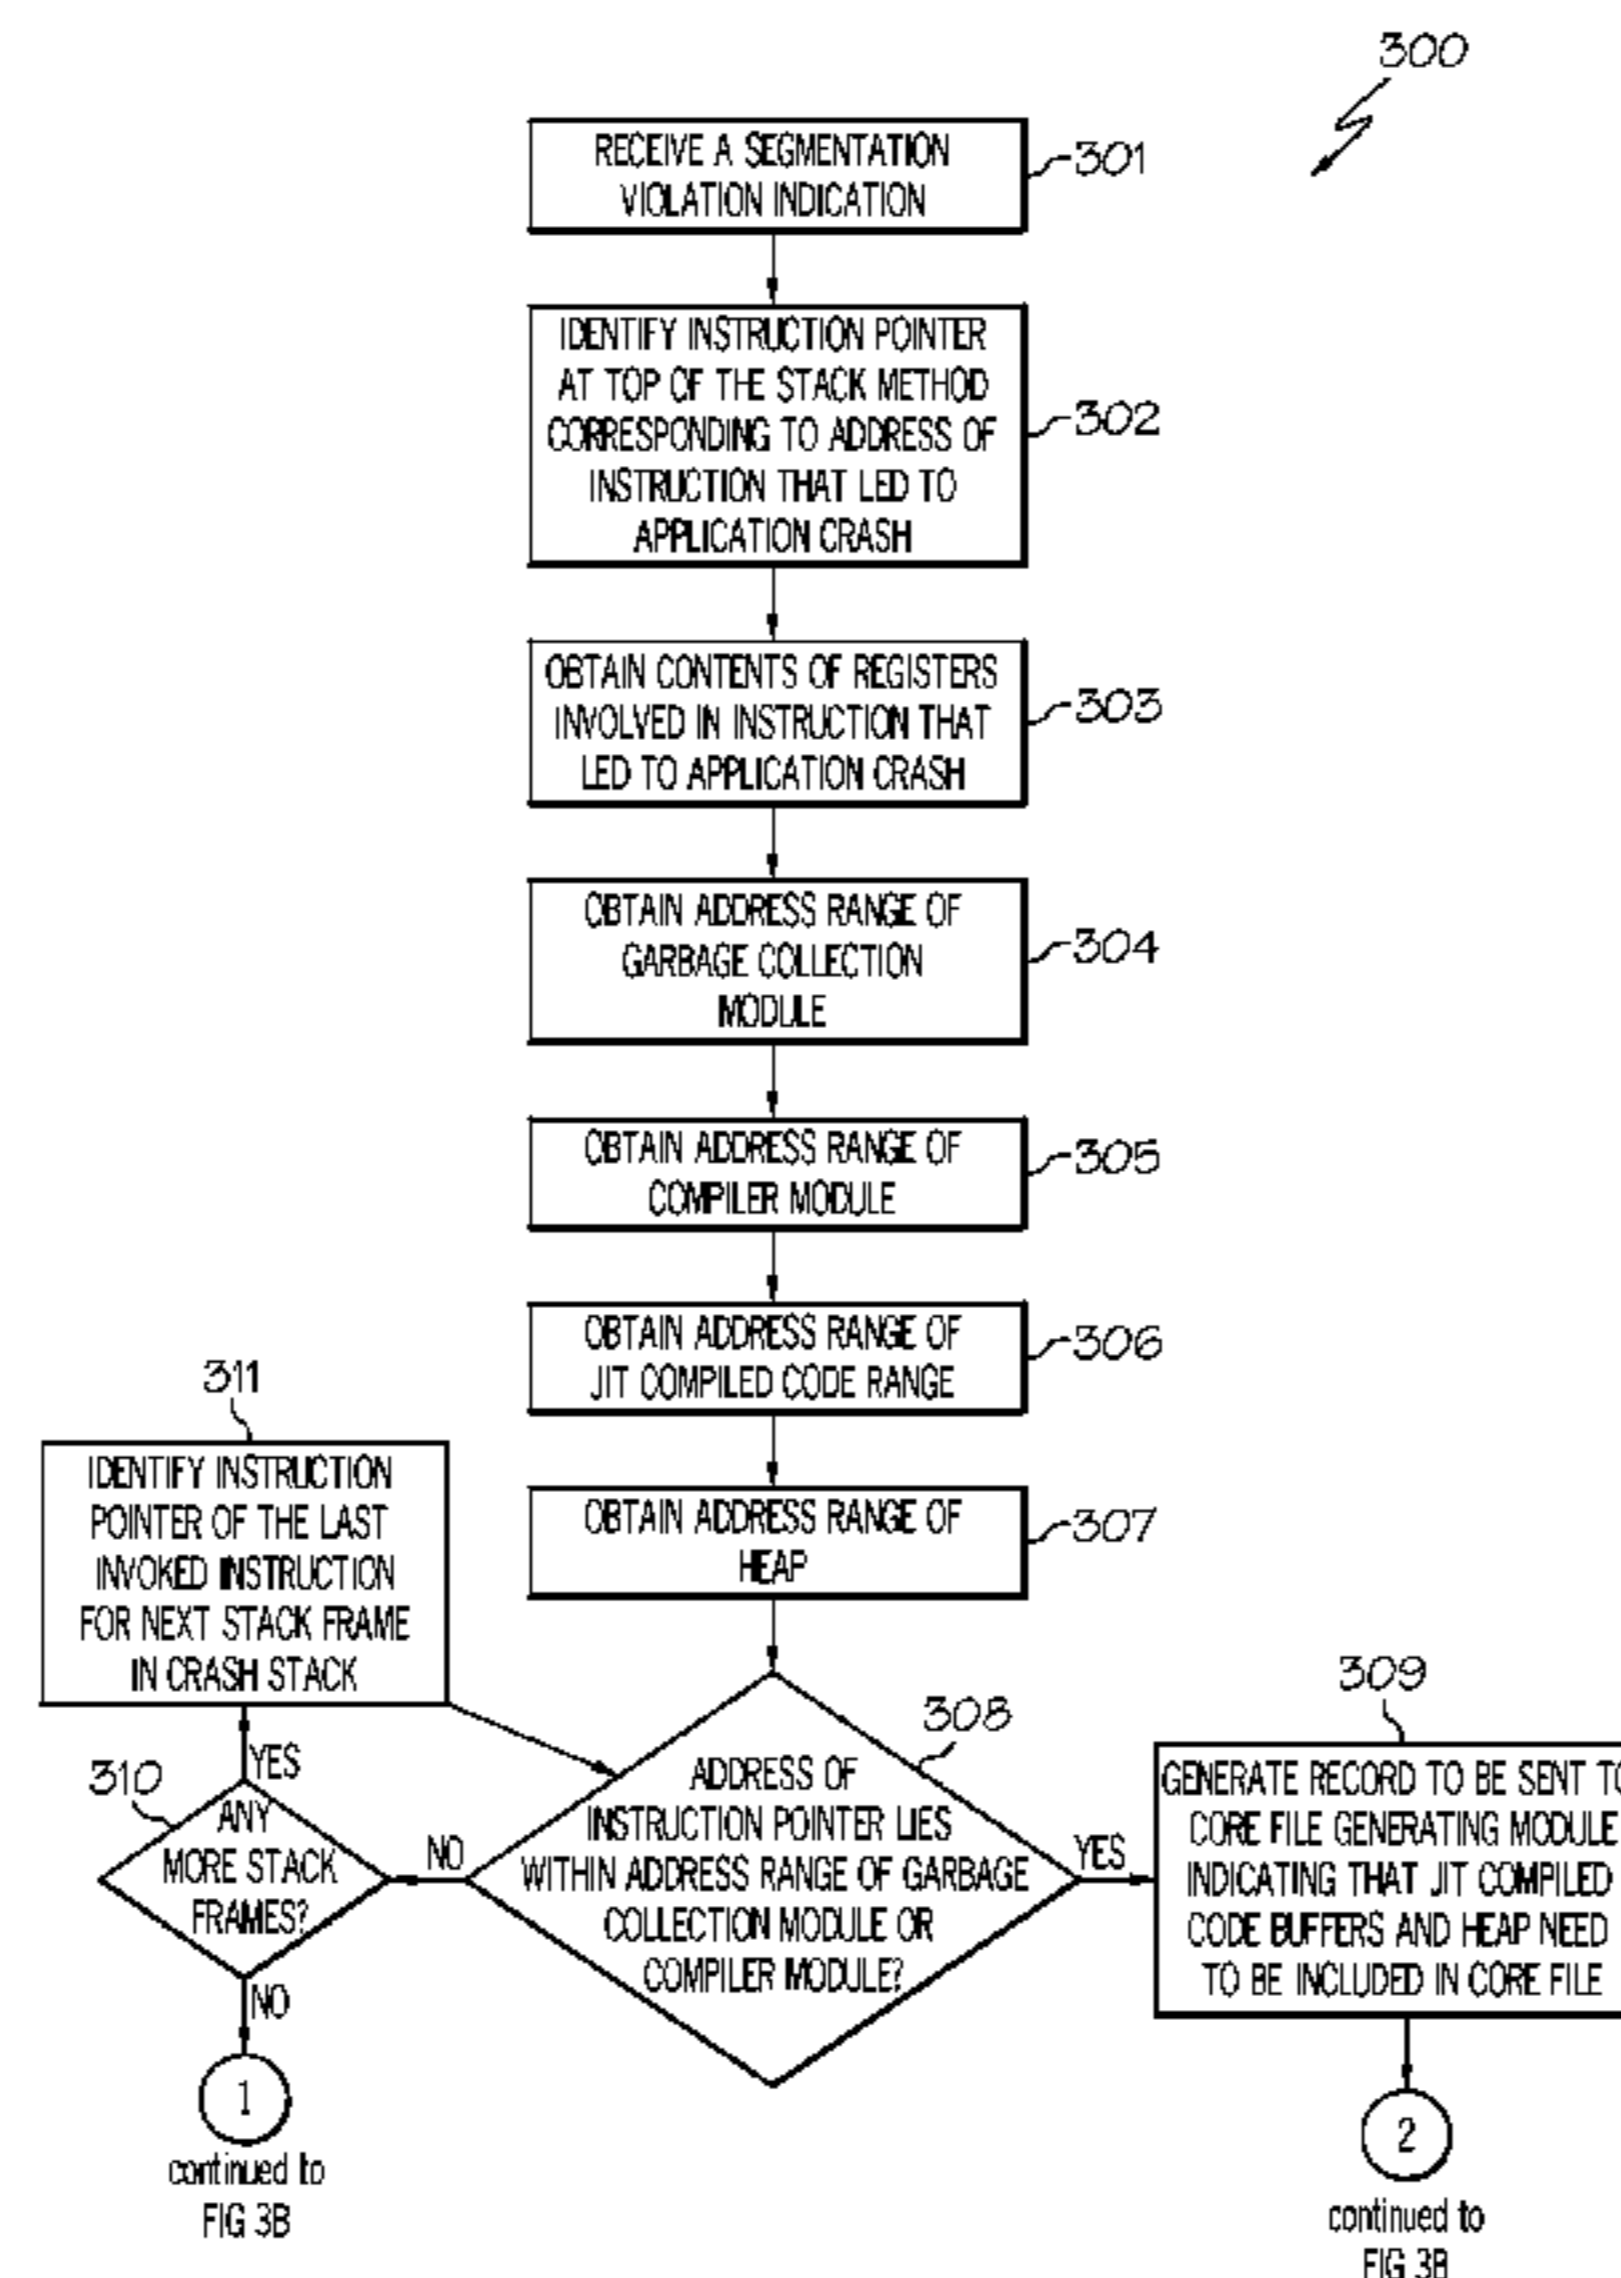 300
RECEIVE A SEGMENTATION
VIOLATION INDICATION
301
IDENTIFY INSTRUCTION POINTER
AT TOP OF THE STACK METHOD
CORRESPONDING TO ADDRESS OF
INSTRUCTION THAT LED TO
APPLICATION CRASH
302
OBTAIN CONTENTS OF REGISTERS
INVOLVED IN INSTRUCTION THAT
LED TO APPLICATION CRASH
303
OBTAIN ADDRESS RANGE OF
GARBAGE COLLECTION
MODULE
304
OBTAIN ADDRESS RANGE OF
COMPILER MODULE
305
OBTAIN ADDRESS RANGE OF
JIT COMPILED CODE RANGE
306
OBTAIN ADDRESS RANGE OF
HEAP
307
311
IDENTIFY INSTRUCTION
POINTER OF THE LAST
INVOKED INSTRUCTION
FOR NEXT STACK FRAME
IN CRASH STACK
308
ADDRESS OF
INSTRUCTION POINTER LIES
WITHIN ADDRESS RANGE OF GARBAGE
COLLECTION MODULE OR
COMPILER MODULE?
YES
NO
309
GENERATE RECORD TO BE SENT TO
CORE FILE GENERATING MODULE
INDICATING THAT JIT COMPILED
CODE BUFFERS AND HEAP NEED
TO BE INCLUDED IN CORE FILE
310
YES
ANY
MORE STACK
FRAMES?
NO
1
continued to
FIG 3B
2
continued to
FIG 3B